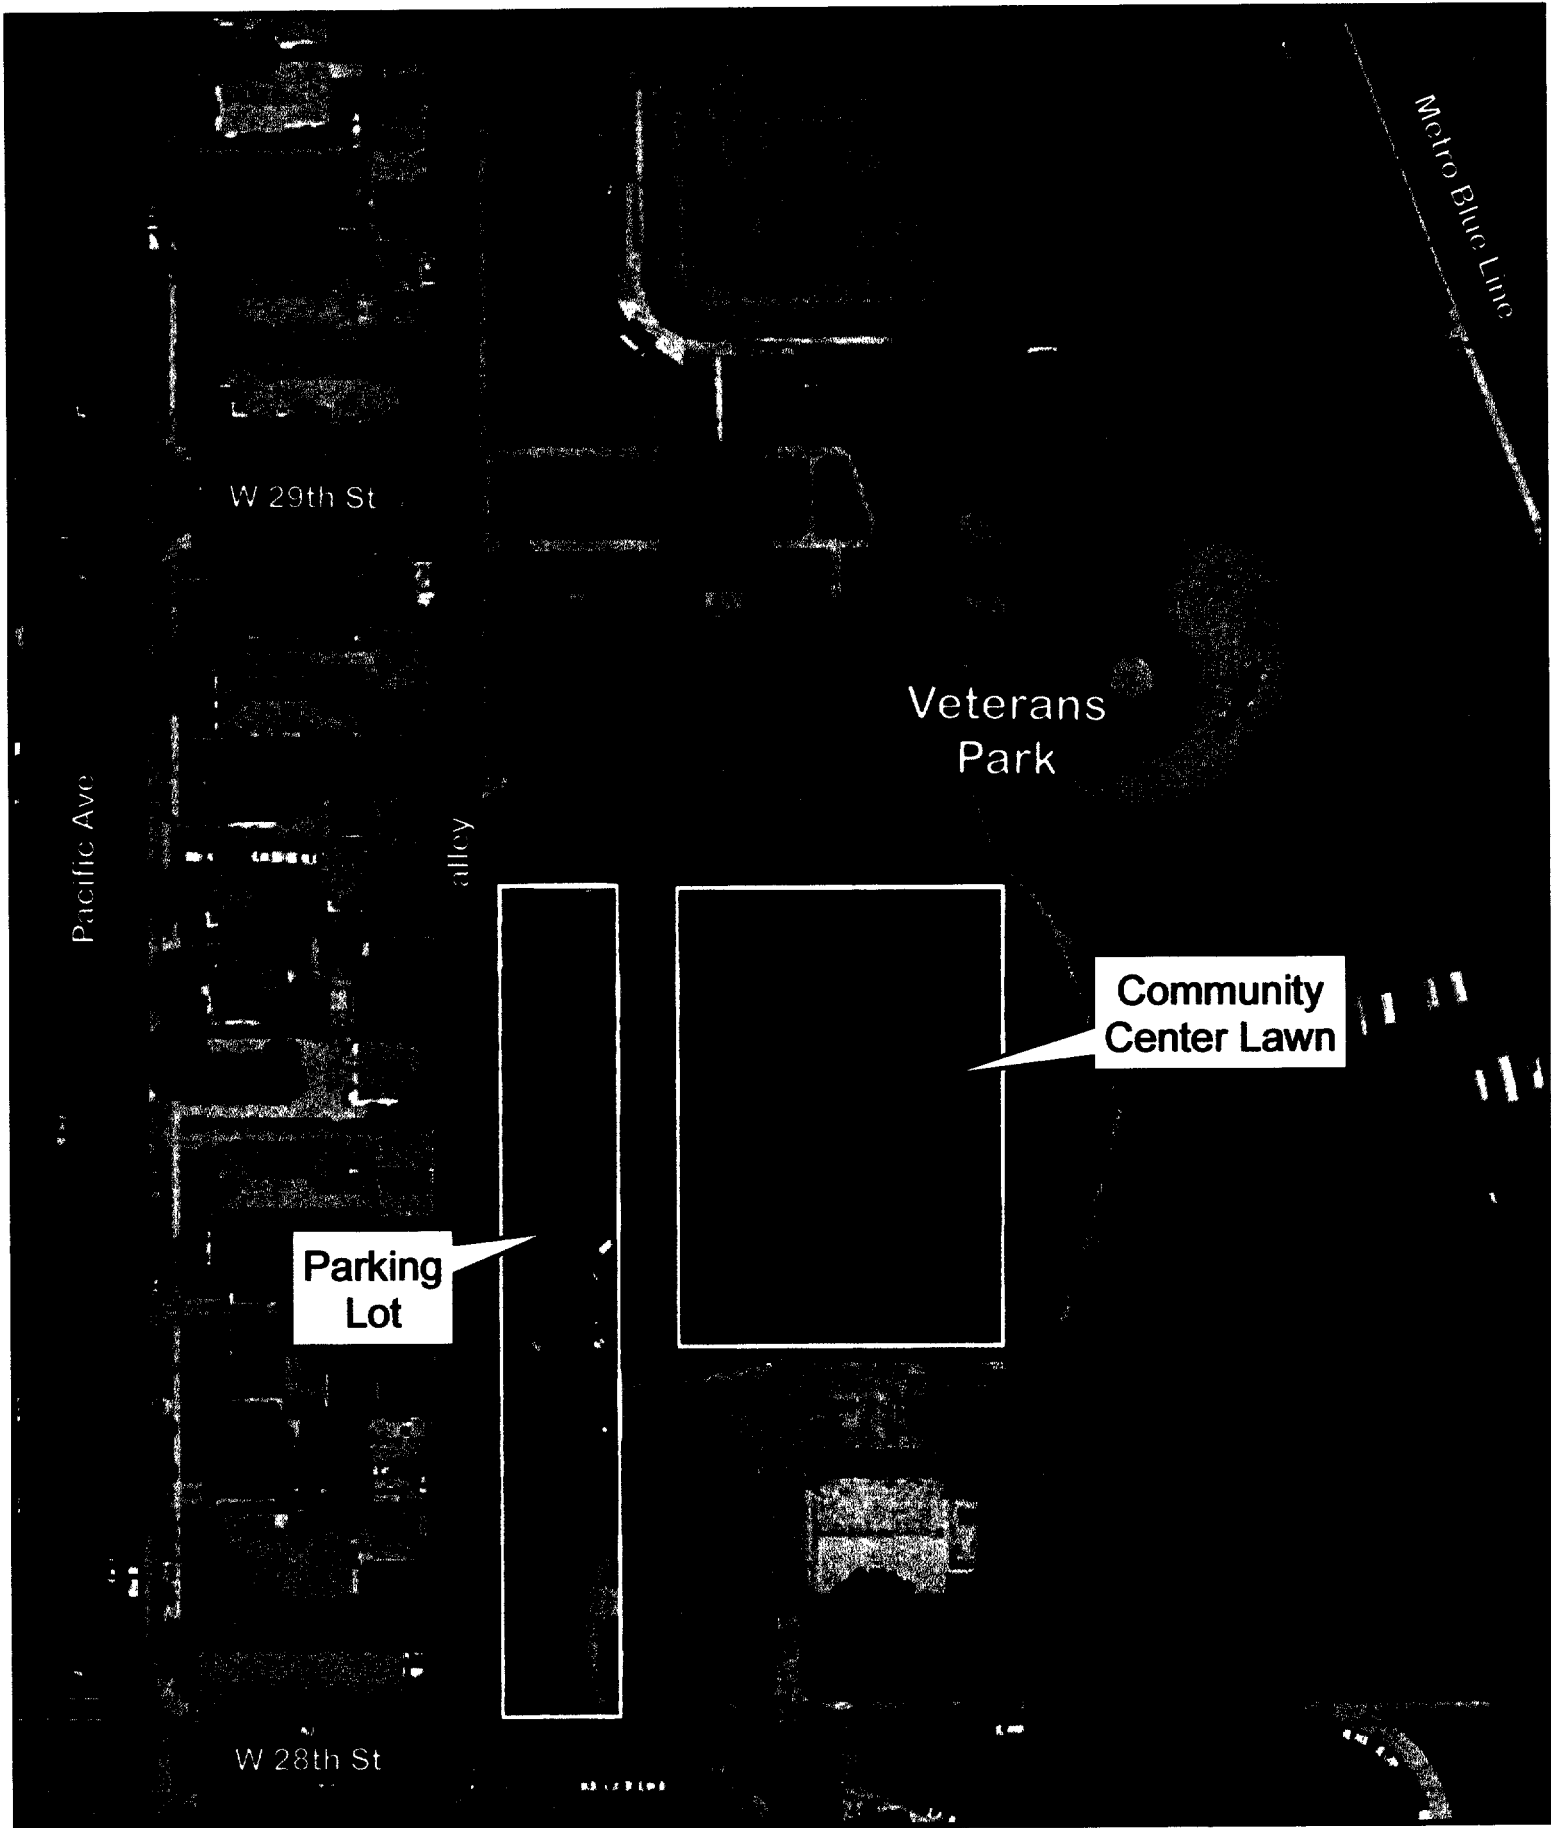 Metro Blue Line
W 29th St
Veterans
Park
Pacific Ave
alley
Community
Center Lawn
Parking
Lot
W 28th St